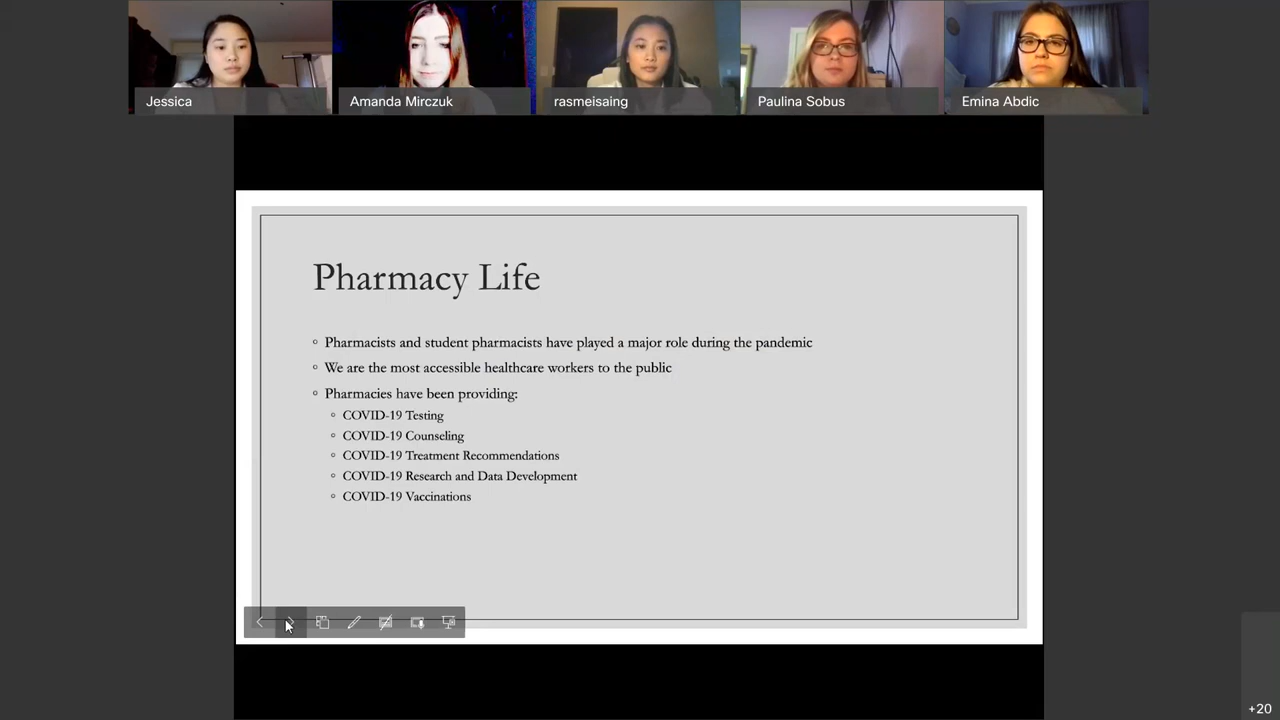 Jessica
Amanda Mirczuk
rasmeisaing
Paulina Sobus
Emina Abdic
Pharmacy Life
Pharmacists and student pharmacists have played a major role during the pandemic
We are the most accessible healthcare workers to the public
Pharmacies have been providing:
COVID-19 Testing
COVID-19 Counseling
COVID-19 Treatment Recommendations
COVID-19 Research and Data Development
COVID-19 Vaccinations
+20